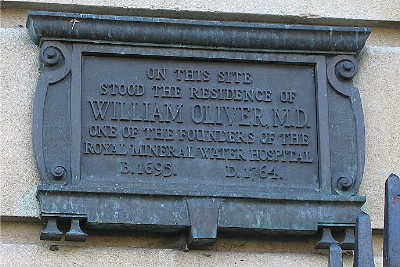 ON THIS SITE
STOOD THE RESIDENCE OF
WILLIAM OLIVER, M.D.
ONE OF THE FOUNDERS OF THE
ROYAL MINERAL WATER HOSPITAL
B.1695. D.1764.